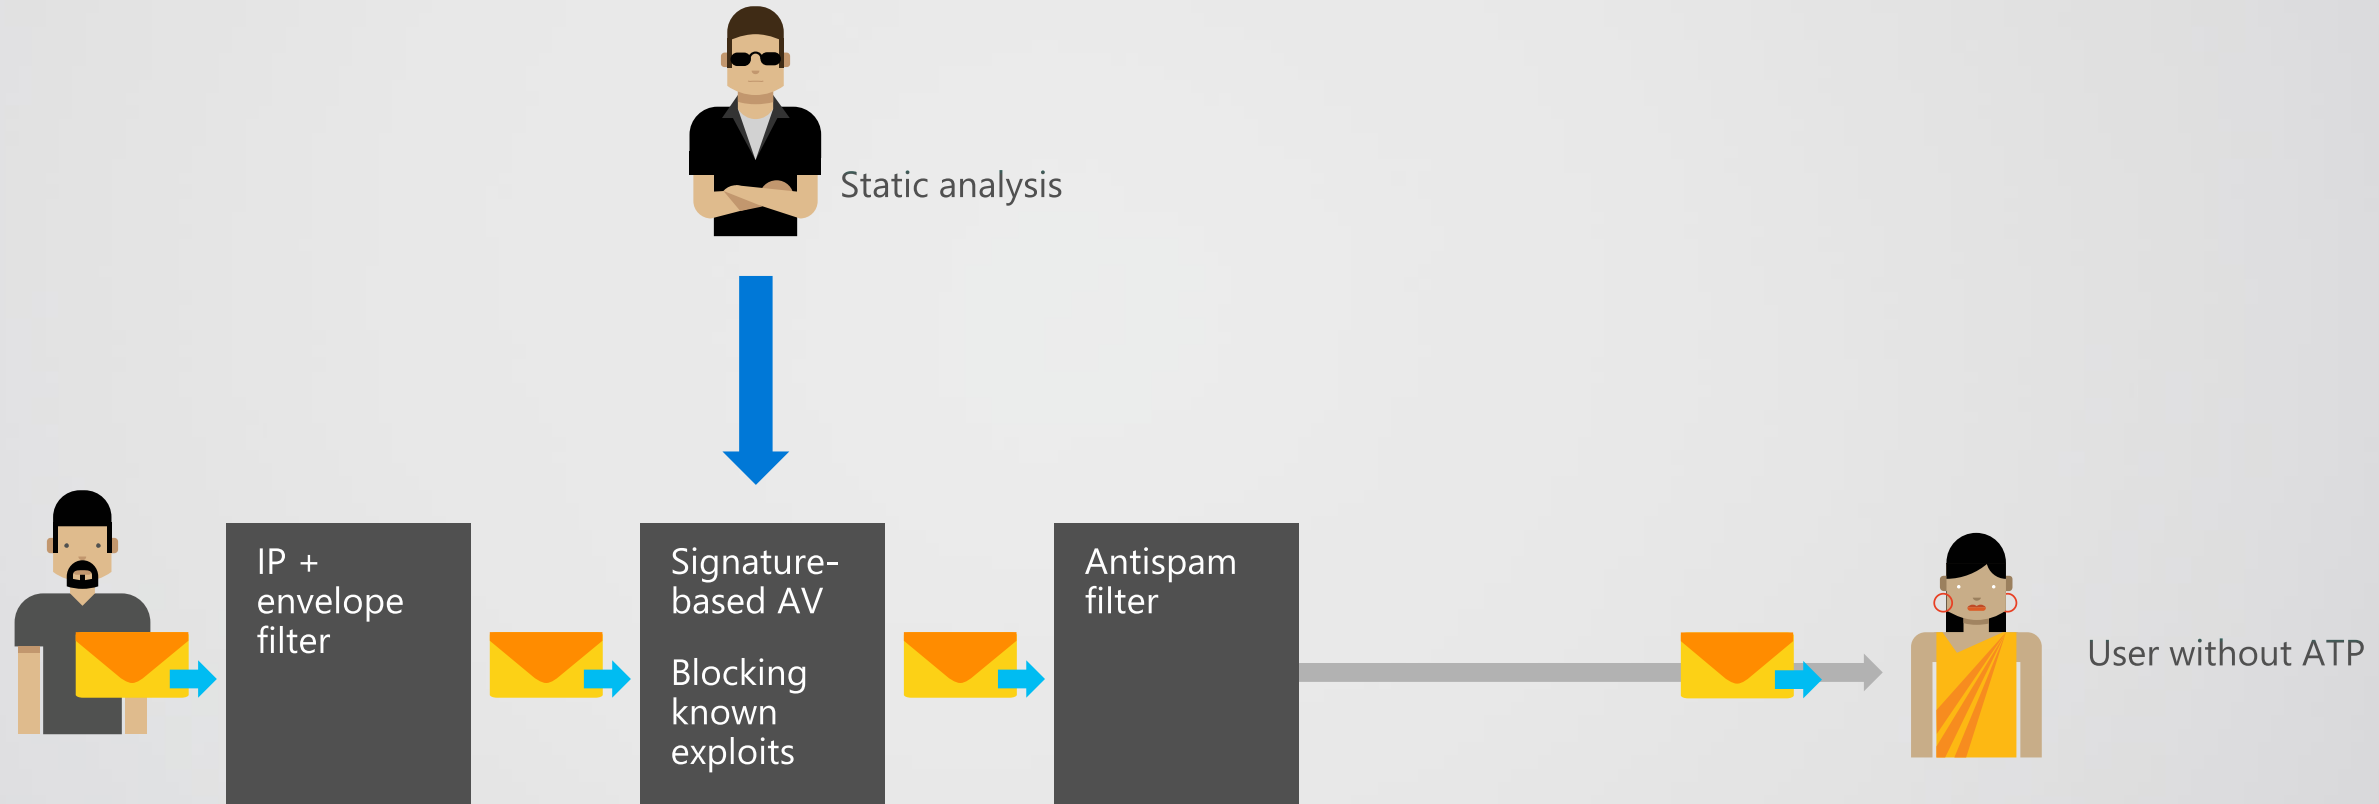 Static analysis
IP +
envelope
filter
Signature-
based AV
Blocking
known
exploits
Antispam
filter
User without ATP